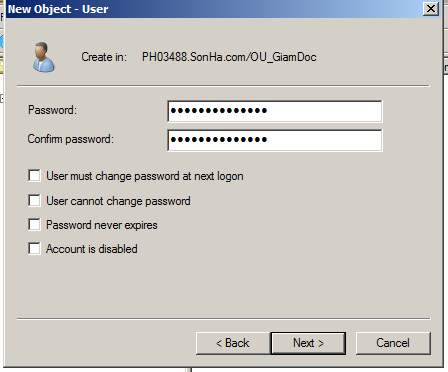 New Object - User
Create in: PH03488.SonHa.com/OU_GiamDoc
Password: ●●●●●●●●●●●●●●
Confirm password: ●●●●●●●●●●●●●●
User must change password at next logon
User cannot change password
Password never expires
Account is disabled
< Back Next > Cancel